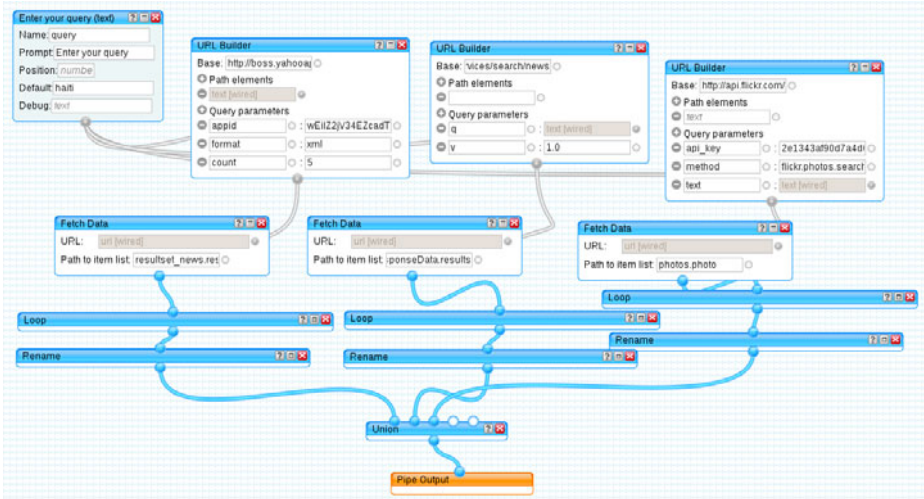 Enter your query (text)
Name: query
Prompt: Enter your query
Position: numbe
Default: haiti
Debug: text
URL Builder
Base: http://boss.yahooap
Path elements
text [wired]
Query parameters
appid : wEilZ2jV34EZcadT
format : xml
count : 5
URL Builder
Base: vices/search/news
Path elements
Query parameters
q : text [wired]
v : 1.0
URL Builder
Base: http://api.flickr.com/
Path elements
text
Query parameters
api_key : 2e1343af90d7a4d
method : flickr.photos.search
text : text [wired]
Fetch Data
URL: url [wired]
Path to item list: resultset_news.res
Fetch Data
URL: url [wired]
Path to item list: ponseData.results
Fetch Data
URL: url [wired]
Path to item list: photos.photo
Loop
Loop
Loop
Rename
Rename
Rename
Union
Pipe Output